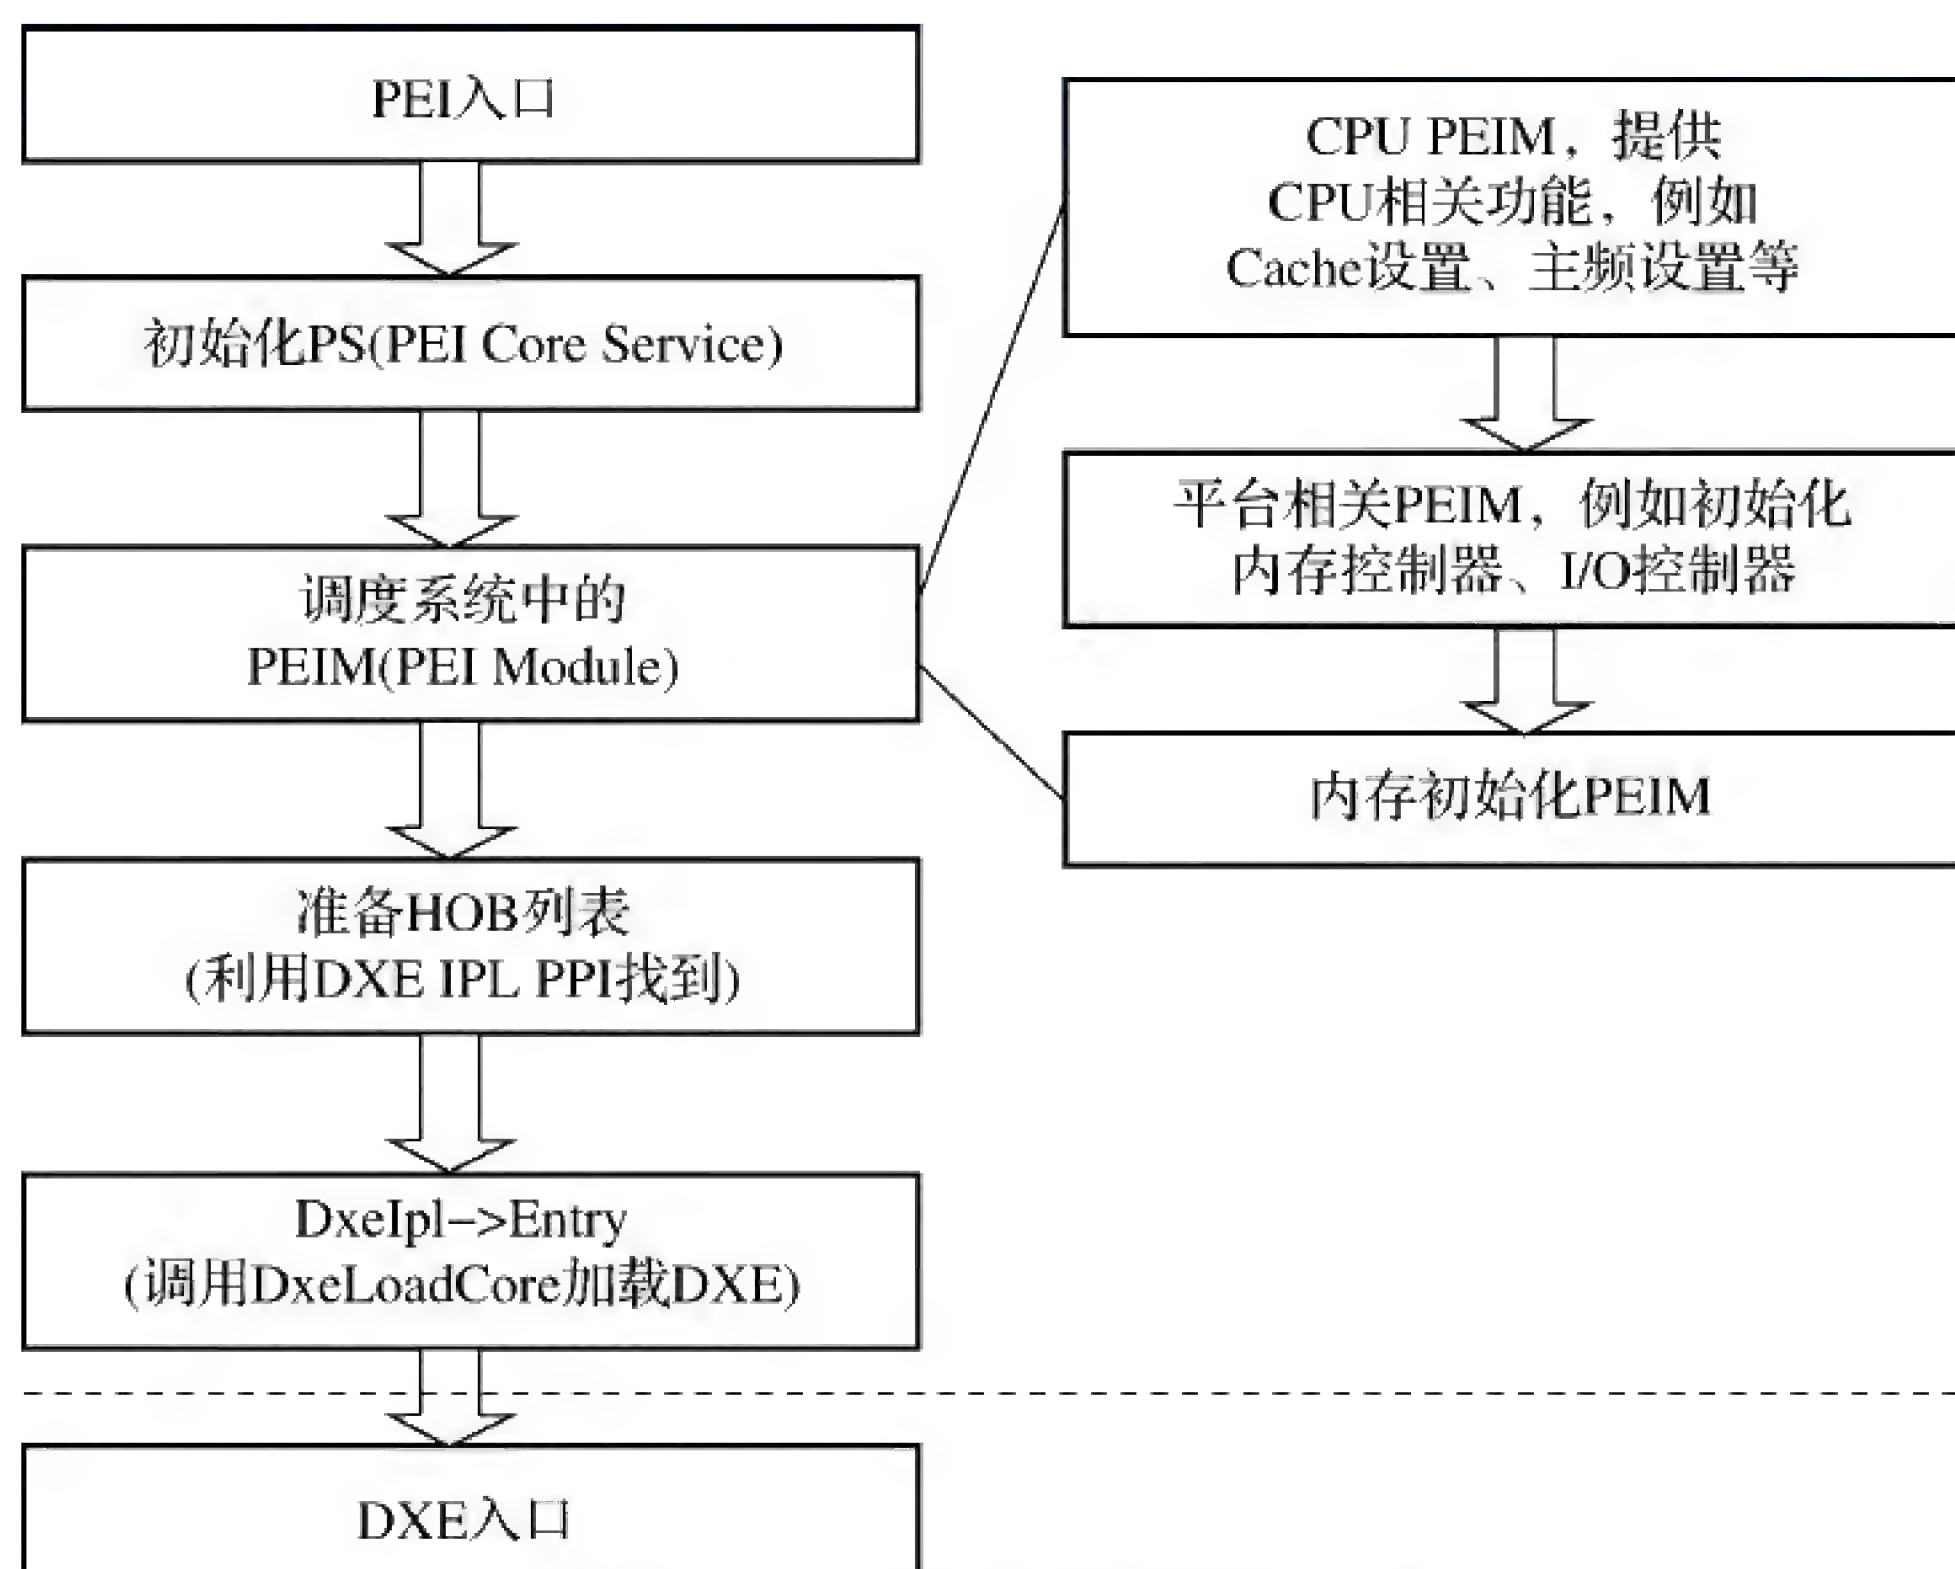 PEI入口
初始化PS(PEI Core Service)
调度系统中的
PEIM(PEI Module)
准备HOB列表
(利用DXE IPL PPI找到)
DxeIpl–>Entry
(调用DxeLoadCore加载DXE)
DXE入口
CPU PEIM，提供
CPU相关功能，例如
Cache设置、主频设置等
平台相关PEIM，例如初始化
内存控制器、I/O控制器
内存初始化PEIM